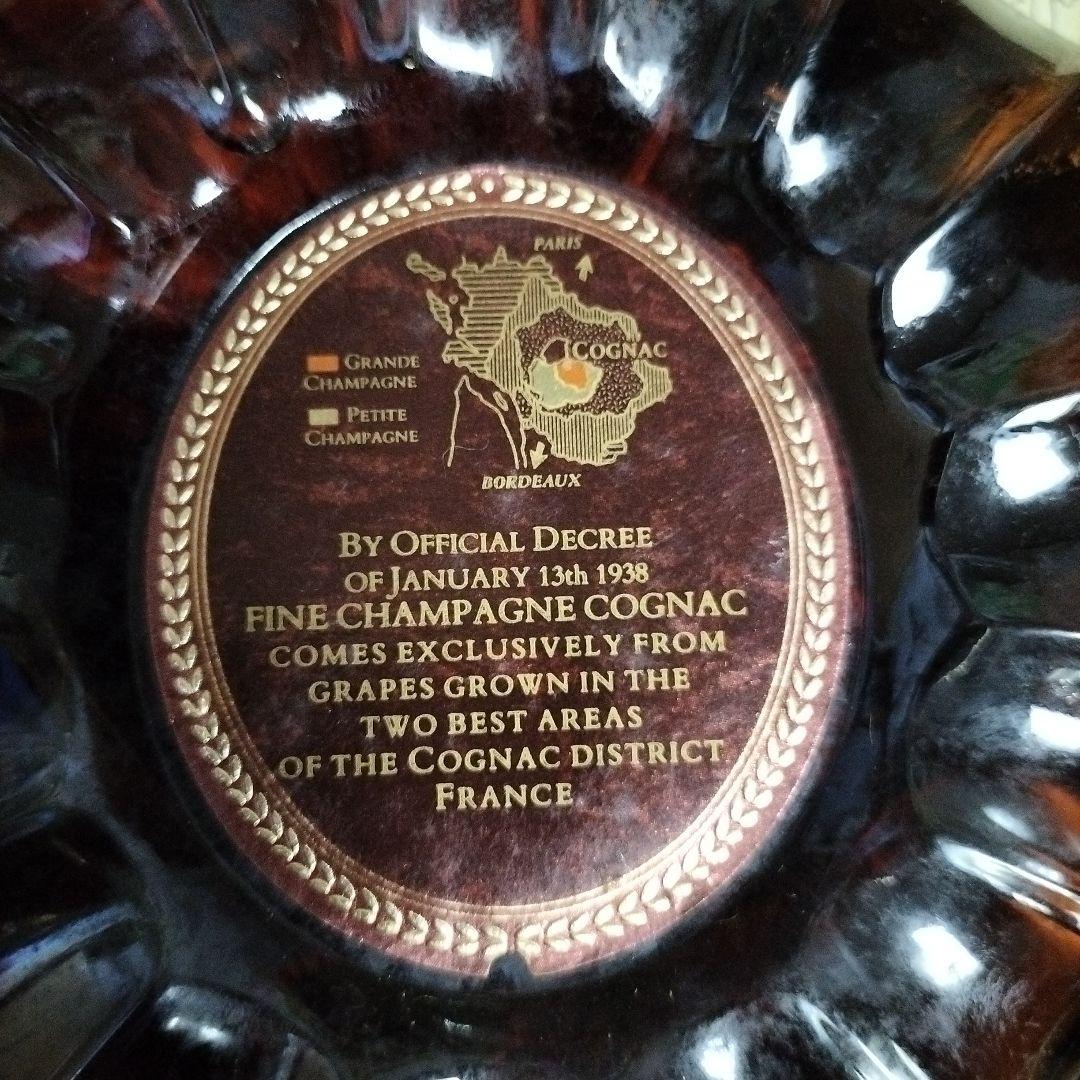 PARIS
COGNAC
GRANDE
CHAMPAGNE
PETITE
CHAMPAGNE
BORDEAUX
BY OFFICIAL DECREE
OF JANUARY 13th 1938
FINE CHAMPAGNE COGNAC
COMES EXCLUSIVELY FROM
GRAPES GROWN IN THE
TWO BEST AREAS
OF THE COGNAC DISTRICT
FRANCE